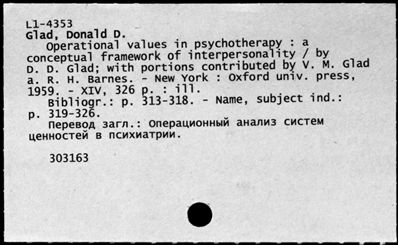 L1-4353
Glad, Donald D.
Operational values in psychotherapy : a
conceptual framework of interpersonality / by
D. D. Glad; with portions contributed by V. M. Glad
a. R. H. Barnes. - New York : Oxford univ. press,
1959. - XIV, 326 p. : ill.
Bibliogr.: p. 313-318. - Name, subject ind.:
p. 319-326.
Перевод загл.: Операционный анализ систем
ценностей в психиатрии.
303163